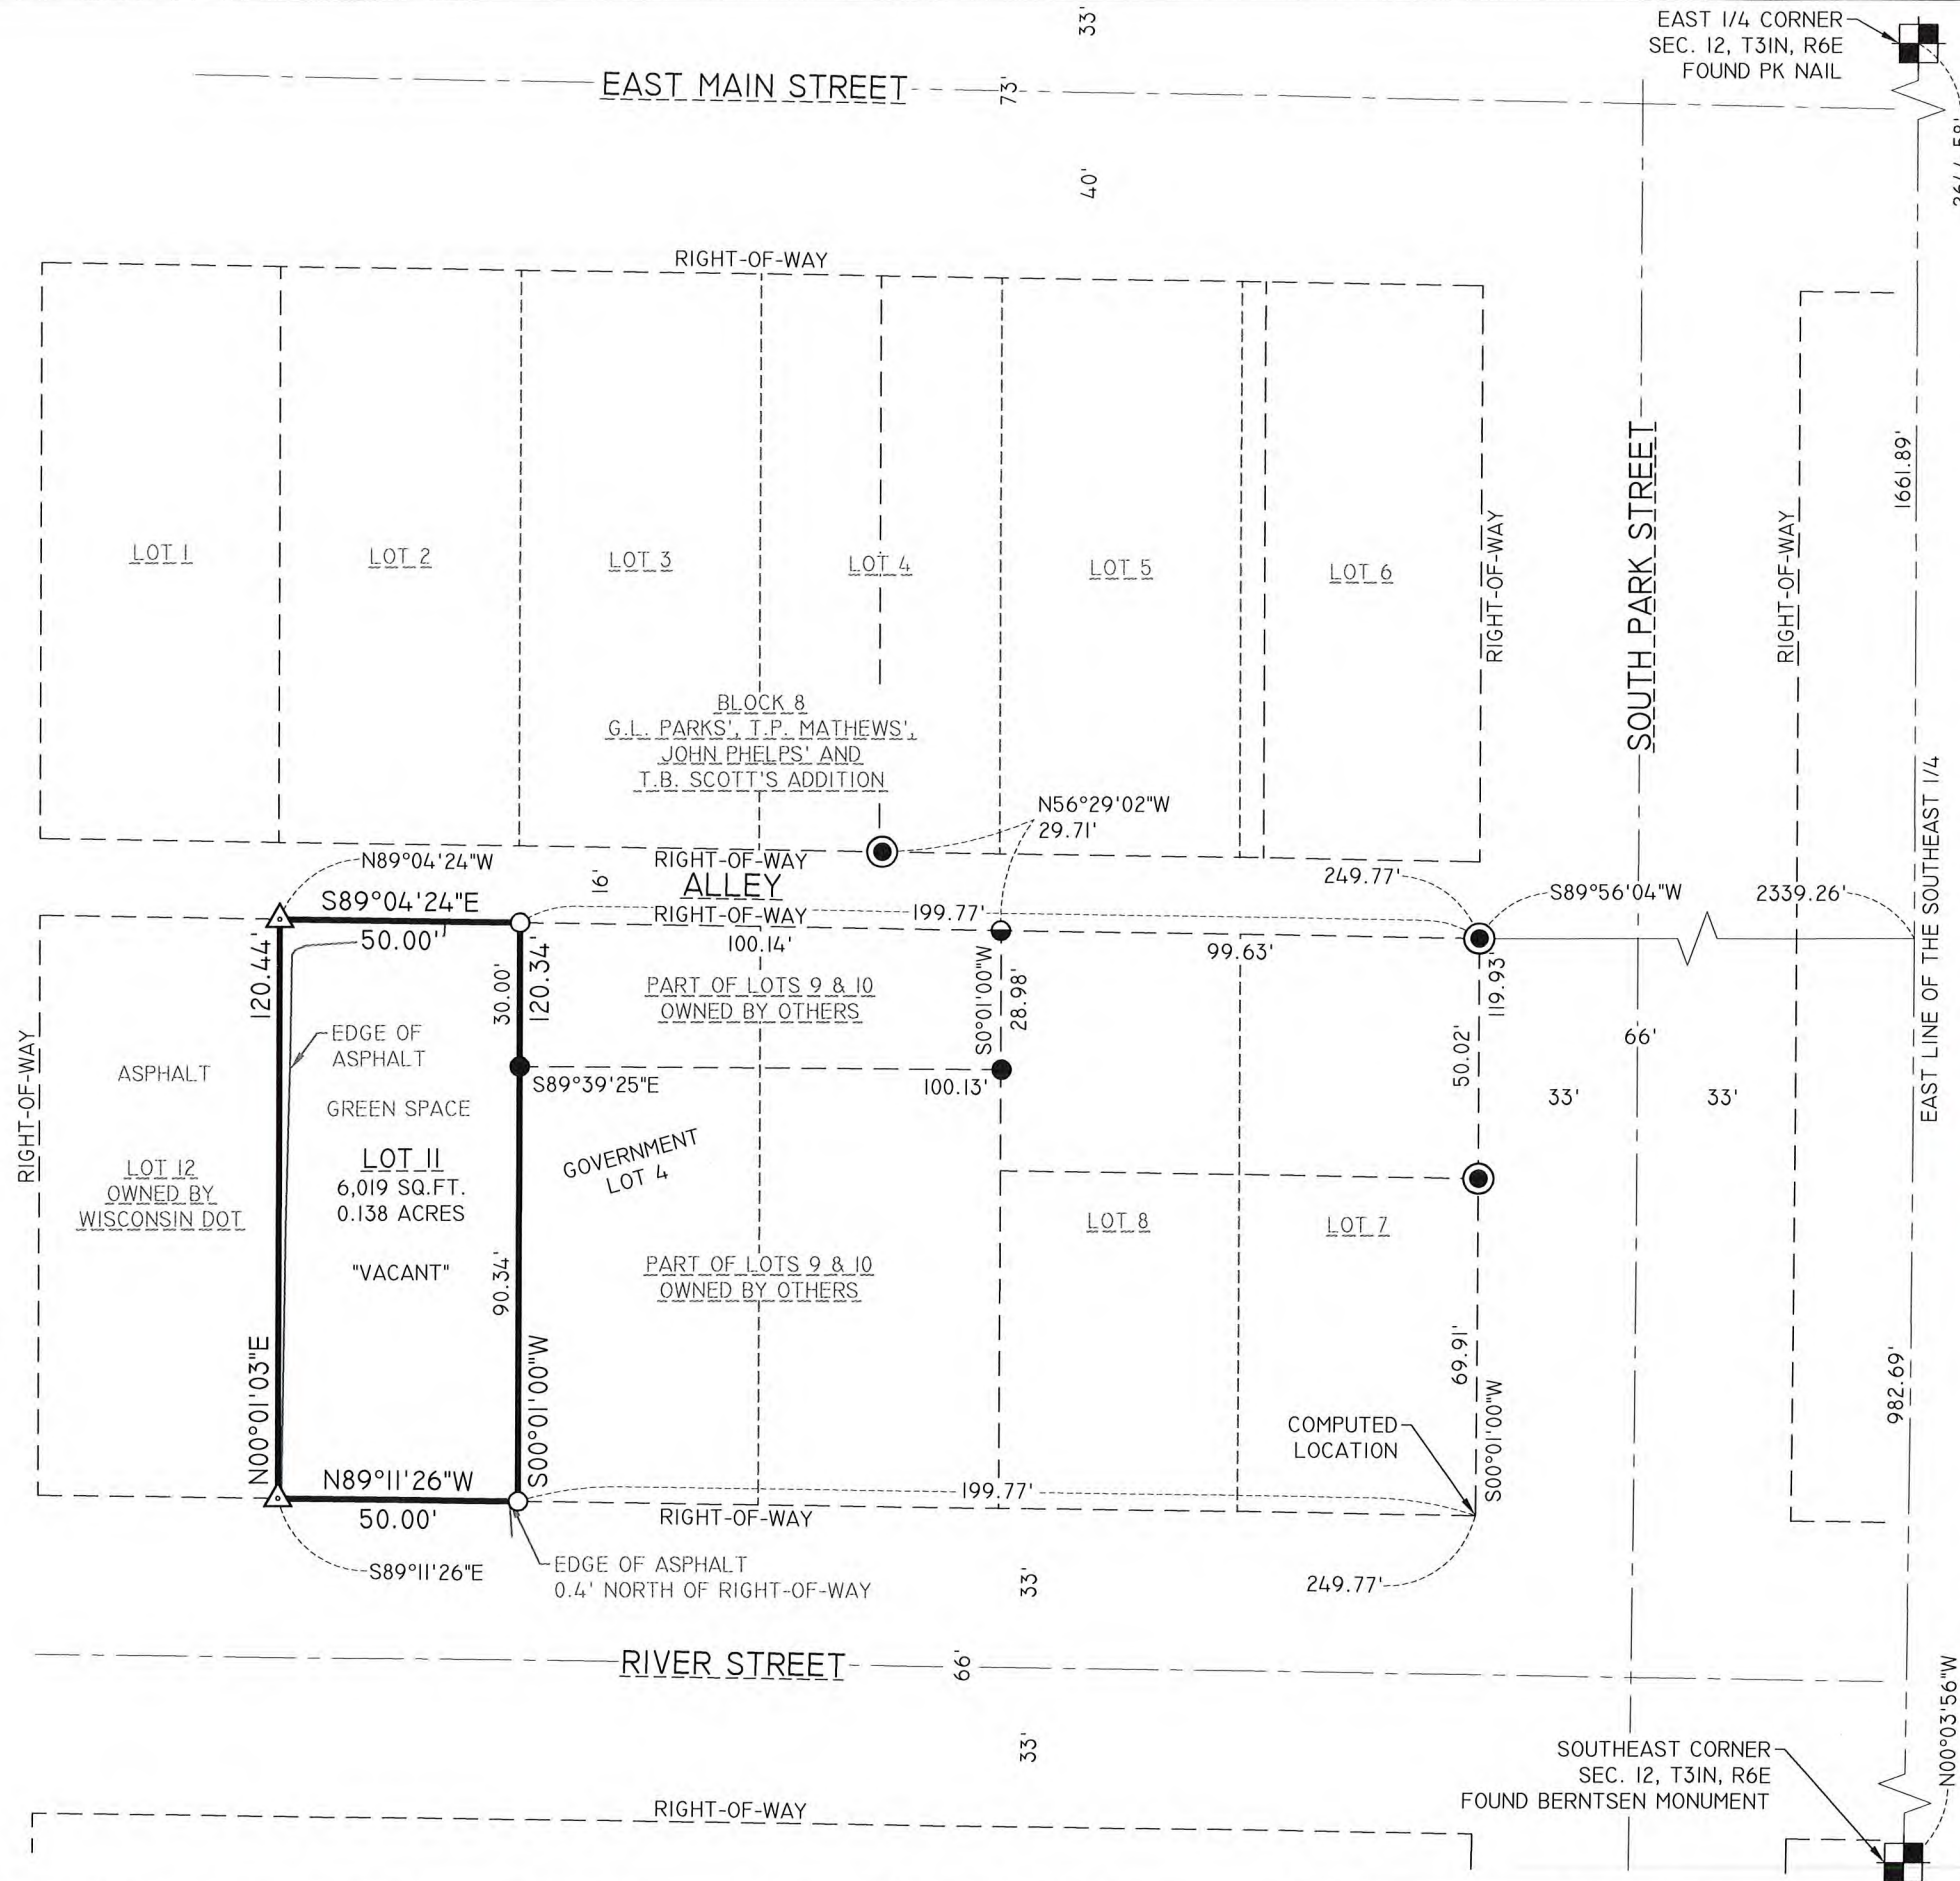 33'
EAST 1/4 CORNER
SEC. 12, T31N, R6E
FOUND PK NAIL
EAST MAIN STREET
73'
40'
RIGHT-OF-WAY
1661.89'
SOUTH PARK STREET
RIGHT-OF-WAY
RIGHT-OF-WAY
LOT 1
LOT 2
LOT 3
LOT 4
LOT 5
LOT 6
BLOCK 8
G.L. PARKS', T.P. MATHEWS',
JOHN PHELPS' AND
T.B. SCOTT'S ADDITION
N56°29'02"W
29.71'
EAST LINE OF THE SOUTHEAST 1/4
N89°04'24"W
RIGHT-OF-WAY
16'
ALLEY
249.77'
S89°56'04"W
2339.26'
S89°04'24"E
50.00'
RIGHT-OF-WAY
199.77'
100.14'
99.63'
120.44'
30.00'
120.34'
PART OF LOTS 9 & 10
OWNED BY OTHERS
S0°01'00"W
28.98'
119.93'
50.02'
66'
33'
33'
RIGHT-OF-WAY
ASPHALT
EDGE OF
ASPHALT
S89°39'25"E
100.13'
GREEN SPACE
LOT 11
6,019 SQ.FT.
0.138 ACRES
"VACANT"
GOVERNMENT
LOT 4
LOT 12
OWNED BY
WISCONSIN DOT
LOT 8
LOT 7
PART OF LOTS 9 & 10
OWNED BY OTHERS
90.34'
69.91'
982.69'
N00°01'03"E
S00°01'00"W
S00°01'00"W
COMPUTED
LOCATION
N89°11'26"W
50.00'
199.77'
RIGHT-OF-WAY
S89°11'26"E
EDGE OF ASPHALT
0.4' NORTH OF RIGHT-OF-WAY
33'
249.77'
RIVER STREET
66'
33'
N00°03'56"W
SOUTHEAST CORNER
SEC. 12, T31N, R6E
FOUND BERNTSEN MONUMENT
RIGHT-OF-WAY